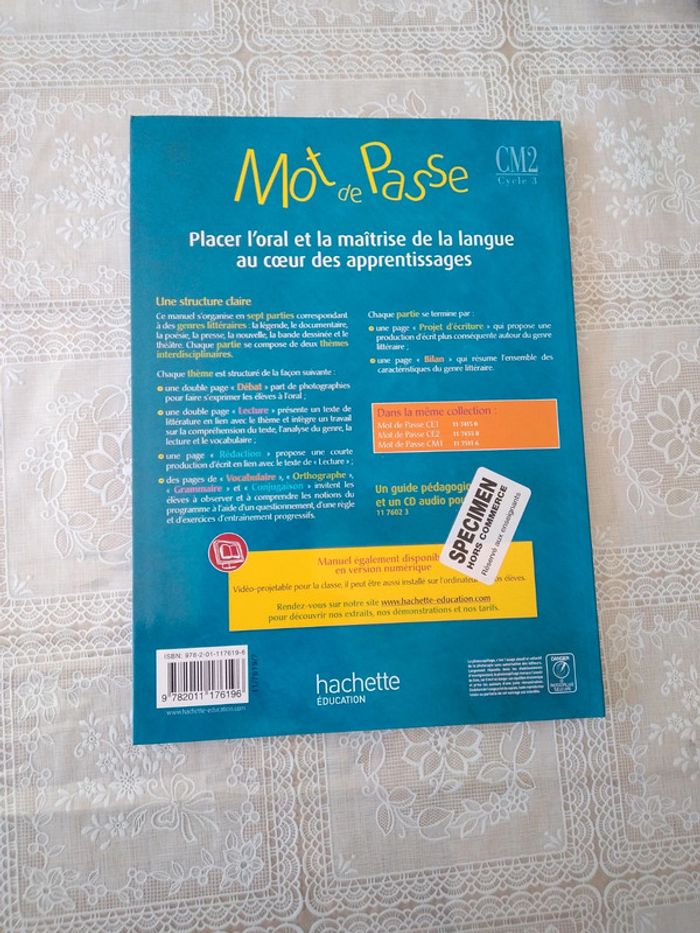 Mot de Passe
CM2
Cycle 3
Placer l'oral et la maîtrise de la langue
au cœur des apprentissages
Une structure claire
Ce manuel s'organise en sept parties correspondant
à des genres littéraires : la légende, le documentaire,
la poésie, la presse, la nouvelle, la bande dessinée et le
théâtre. Chaque partie se compose de deux thèmes
interdisciplinaires.
Chaque thème est structuré de la façon suivante :
une double page « Débat » part de photographies
pour faire s'exprimer les élèves à l'oral ;
une double page « Lecture » présente un texte de
littérature en lien avec le thème et intègre un travail
sur la compréhension du texte, l'analyse du genre, la
lecture et le vocabulaire ;
une page « Rédaction » propose une courte
production d'écrit en lien avec le texte de « Lecture » ;
des pages de « Vocabulaire », « Orthographe »,
« Grammaire » et « Conjugaison » invitent les
élèves à observer et à comprendre les notions du
programme à l'aide d'un questionnement, d'une règle
et d'exercices d'entraînement progressifs.
Chaque partie se termine par :
une page « Projet d'écriture » qui propose une
production d'écrit plus conséquente autour du genre
littéraire ;
une page « Bilan » qui résume l'ensemble des
caractéristiques du genre littéraire.
Dans la même collection :
Mot de Passe CE1 11 7455 0
Mot de Passe CE2
Mot de Passe CM1
Un guide pédagogiq
et un CD audio pou
11 7602 3
SPECIMEN
HORS COMMERCE
Réservé aux enseignants
Manuel également disponib
en version numérique
Vidéo-projetable pour la classe, il peut être aussi installé sur l'ordinateur os élèves.
Rendez-vous sur notre site www.hachette-education.com
pour découvrir nos extraits, nos démonstrations et nos tarifs.
ISBN: 978-2-01-117619-6
9 782011 176196
www.hachette-education.com
hachette
ÉDUCATION
DANGER